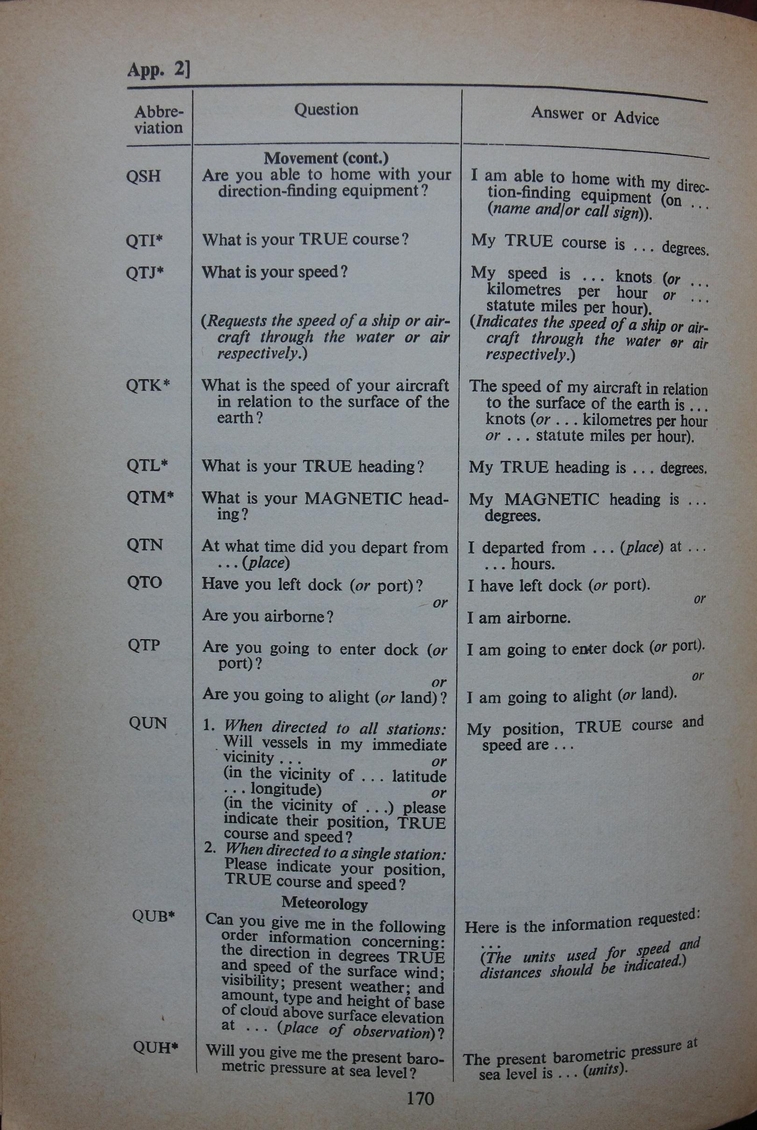 App. 2]
Abbre-
viation
Question
Answer or Advice
Movement (cont.)
QSH
Are you able to home with your
direction-finding equipment?
I am able to home with my direc-
tion-finding equipment (on ...
(name and/or call sign)).
QTI*
What is your TRUE course?
My TRUE course is ... degrees.
QTJ*
What is your speed?
(Requests the speed of a ship or air-
craft through the water or air
respectively.)
My speed is ... knots (or ...
kilometres per hour or ...
statute miles per hour).
(Indicates the speed of a ship or air-
craft through the water or air
respectively.)
QTK*
What is the speed of your aircraft
in relation to the surface of the
earth?
The speed of my aircraft in relation
to the surface of the earth is ...
knots (or ... kilometres per hour
or ... statute miles per hour).
QTL*
What is your TRUE heading?
My TRUE heading is ... degrees.
QTM*
What is your MAGNETIC head-
ing?
My MAGNETIC heading is ...
degrees.
QTN
At what time did you depart from
... (place)
I departed from ... (place) at ...
... hours.
QTO
Have you left dock (or port)?
or
Are you airborne?
I have left dock (or port).
or
I am airborne.
QTP
Are you going to enter dock (or
port)?
or
Are you going to alight (or land)?
I am going to enter dock (or port).
or
I am going to alight (or land).
QUN
1. When directed to all stations:
Will vessels in my immediate
vicinity ... or
(in the vicinity of ... latitude
... longitude) or
(in the vicinity of ...) please
indicate their position, TRUE
course and speed?
2. When directed to a single station:
Please indicate your position,
TRUE course and speed?
My position, TRUE course and
speed are ...
Meteorology
QUB*
Can you give me in the following
order information concerning:
the direction in degrees TRUE
and speed of the surface wind;
visibility; present weather; and
amount, type and height of base
of cloud above surface elevation
at ... (place of observation)?
Here is the information requested:
...
(The units used for speed and
distances should be indicated.)
QUH*
Will you give me the present baro-
metric pressure at sea level?
The present barometric pressure at
sea level is ... (units).
170